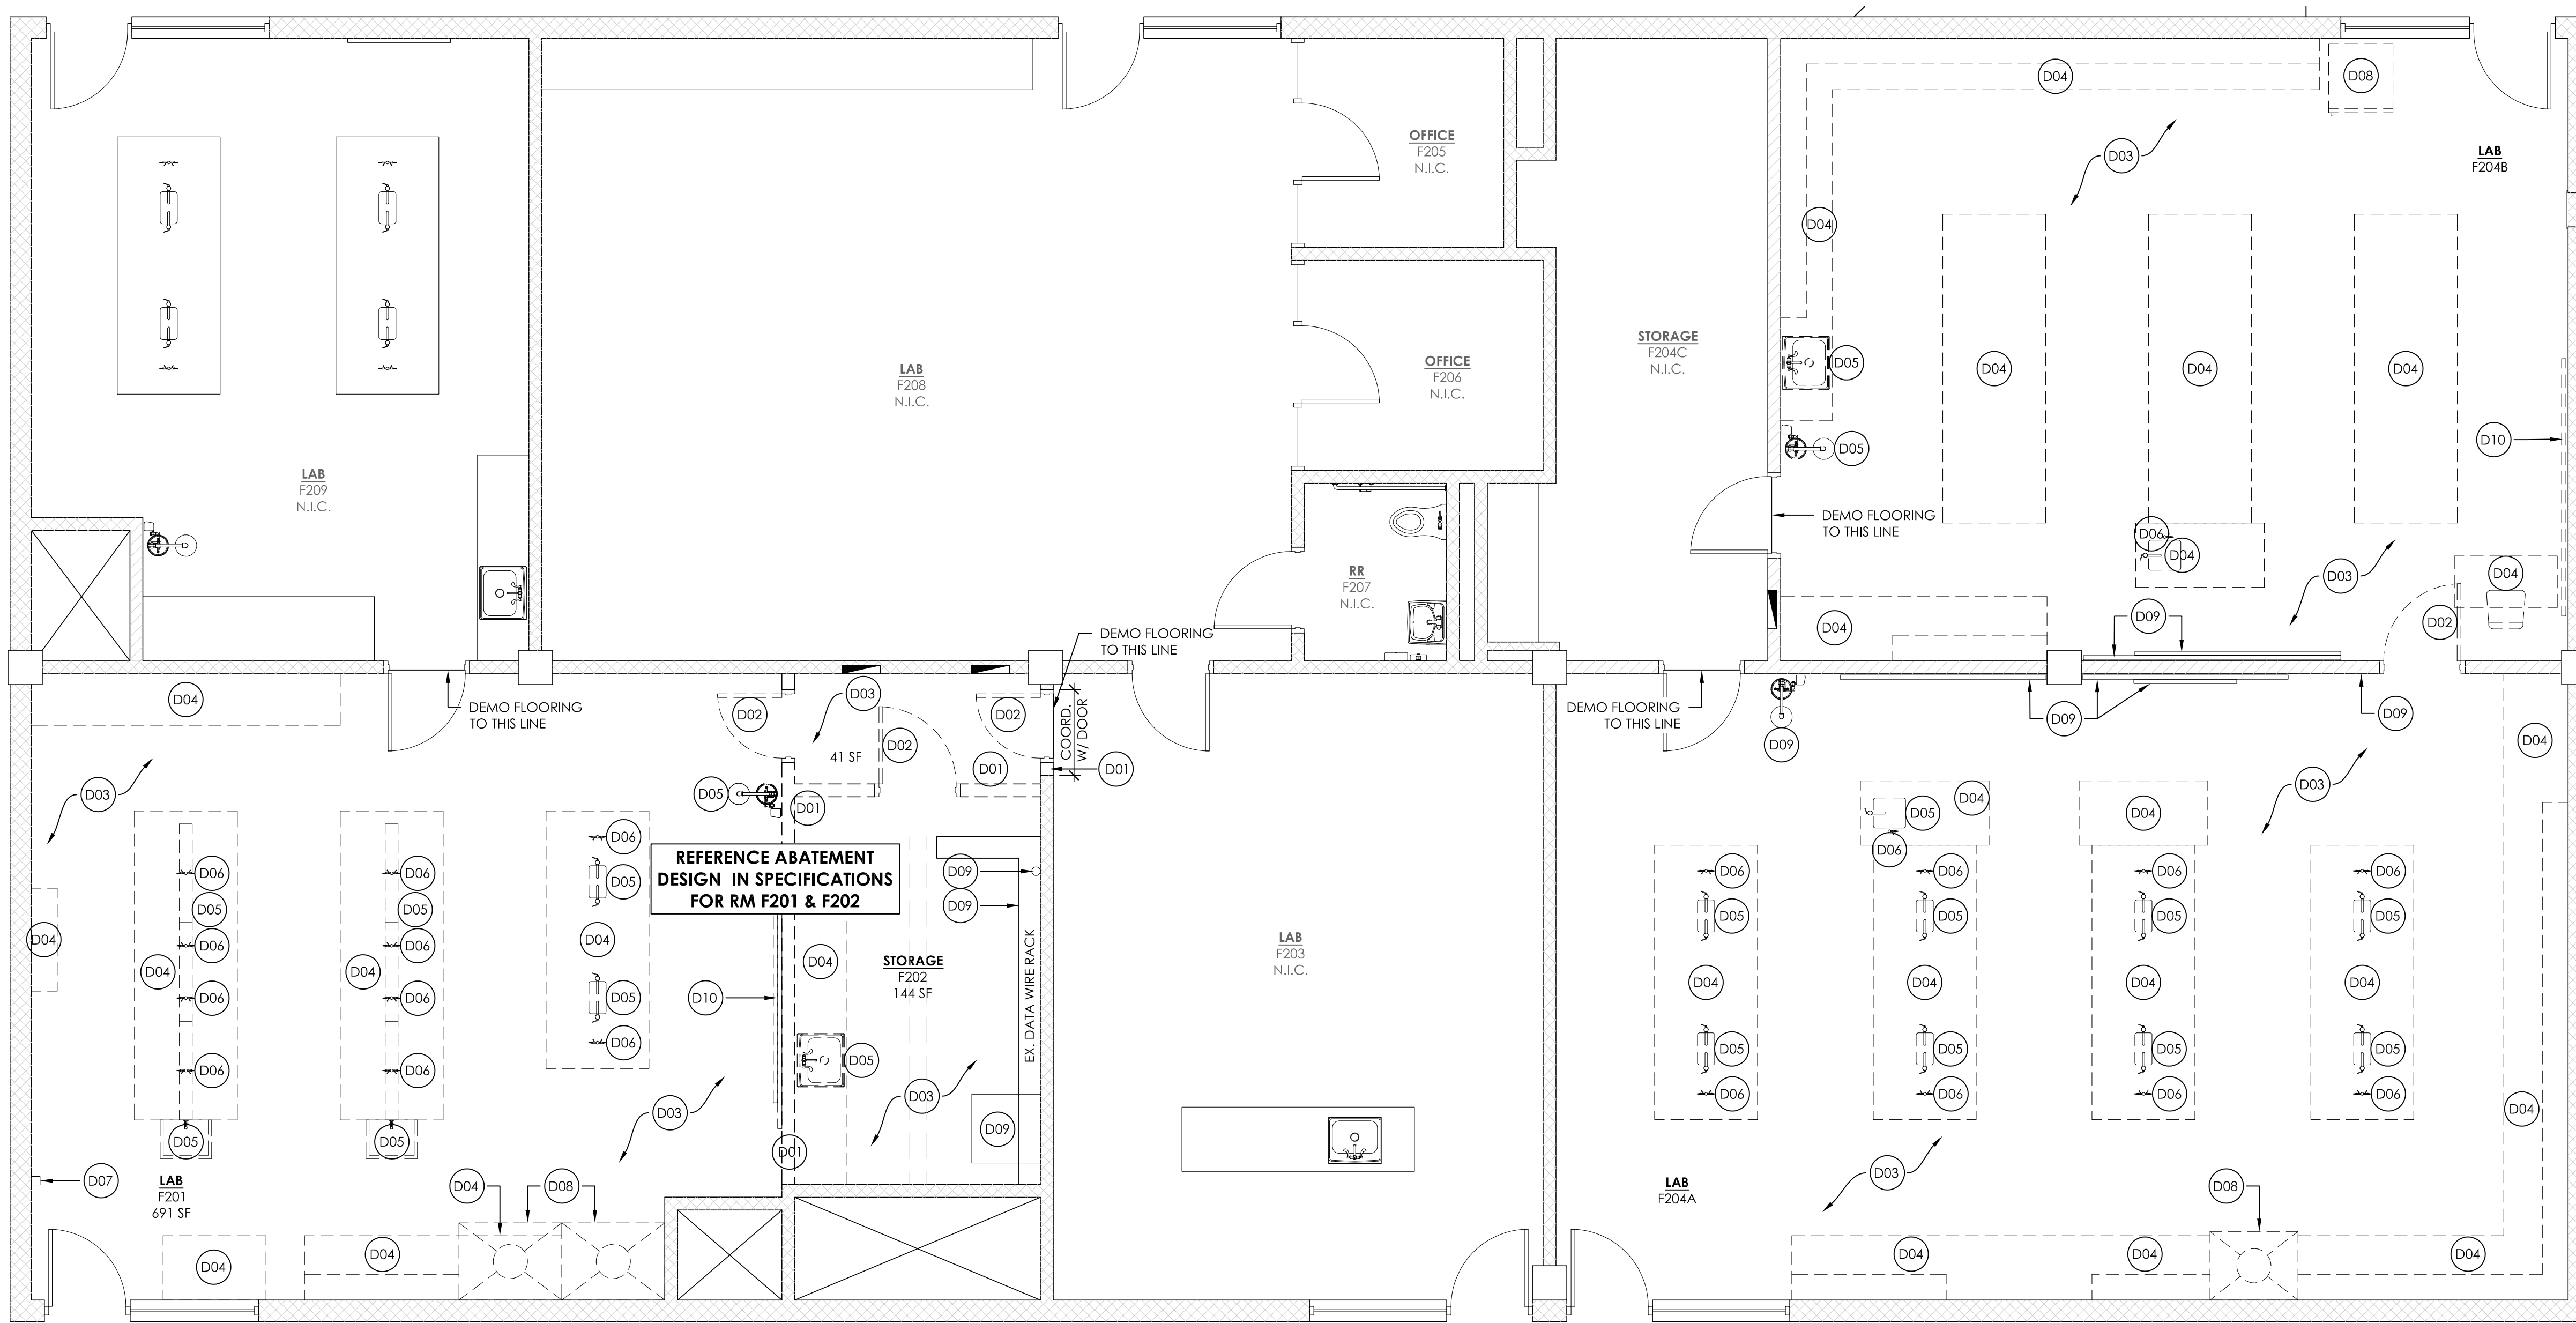 D04
D08
OFFICE
F205
N.I.C.
D03
LAB
F204B
D04
STORAGE
F204C
N.I.C.
LAB
F208
N.I.C.
OFFICE
F206
N.I.C.
D05
D04
D04
D04
D10
D05
LAB
F209
N.I.C.
DEMO FLOORING
TO THIS LINE
D06
D04
RR
F207
N.I.C.
D03
D04
D04
D09
D02
DEMO FLOORING
TO THIS LINE
D04
DEMO FLOORING
TO THIS LINE
D02
D03
D02
D02
COORD.
W/ DOOR
DEMO FLOORING
TO THIS LINE
D09
D09
D09
D04
41 SF
D01
D01
D03
D05
D01
D03
D06
D05
D04
D06
D04
REFERENCE ABATEMENT
DESIGN IN SPECIFICATIONS
FOR RM F201 & F202
D06
D05
D06
D06
D05
D06
D05
D04
D06
D04
D06
D04
D05
D06
D09
D09
EX. DATA WIRE RACK
D04
STORAGE
F202
144 SF
LAB
F203
N.I.C.
D06
D05
D06
D05
D06
D05
D06
D05
D04
D04
D04
D04
D10
D06
D06
D05
D05
D05
D05
D05
D06
D06
D06
D06
D03
D03
D09
D04
D05
D05
D01
D03
D07
LAB
F201
691 SF
D04
D08
LAB
F204A
D08
D04
D04
D04
D04
D04